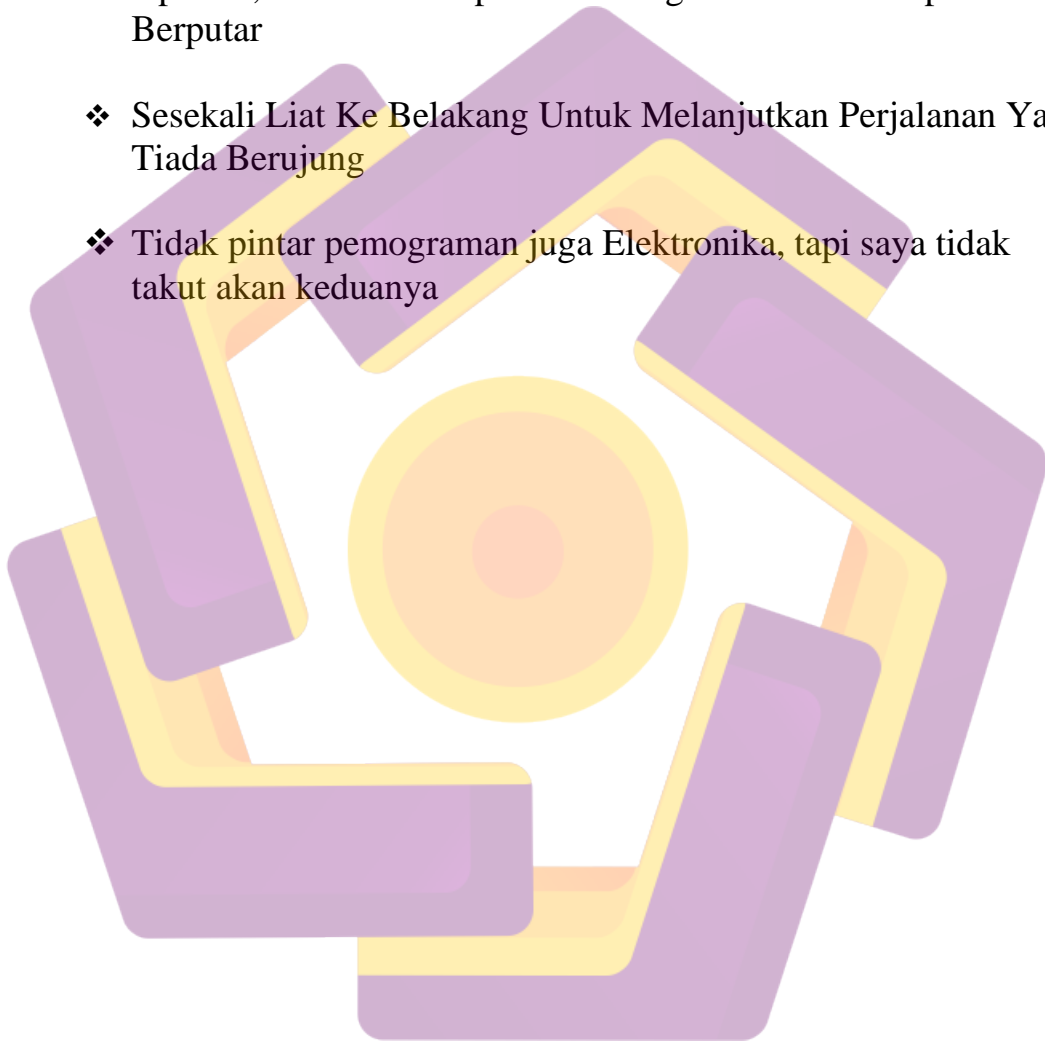 Berputar
❖ Sesekali Liat Ke Belakang Untuk Melanjutkan Perjalanan
Tiada Berujung
❖ Tidak pintar pemograman juga Elektronika, tapi saya tidak
takut akan keduanya